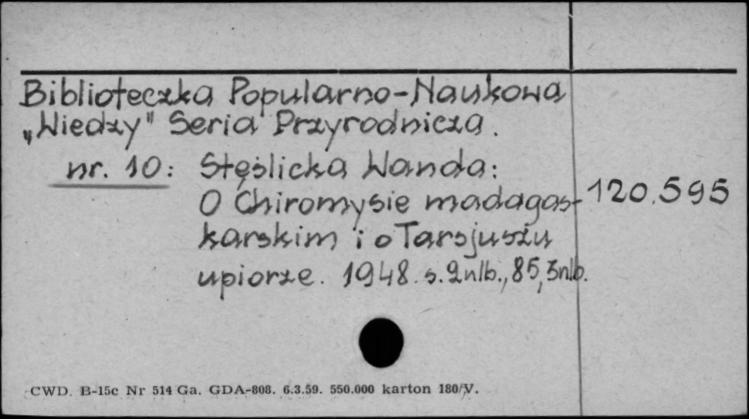 Biblioteczka Popularno-Naukowa
„Wiedzy" Seria Przyrodnicza.
nr. 10: Stęślicka Wanda:
O Chiromysie madagas-
karskim i o Tarsjuszu
upiorze. 1948. s. 2nlb., 85, 3nlb.
120.595
CWD. B-15c Nr 514 Ga. GDA-808. 6.3.59. 550.000 karton 180/V.